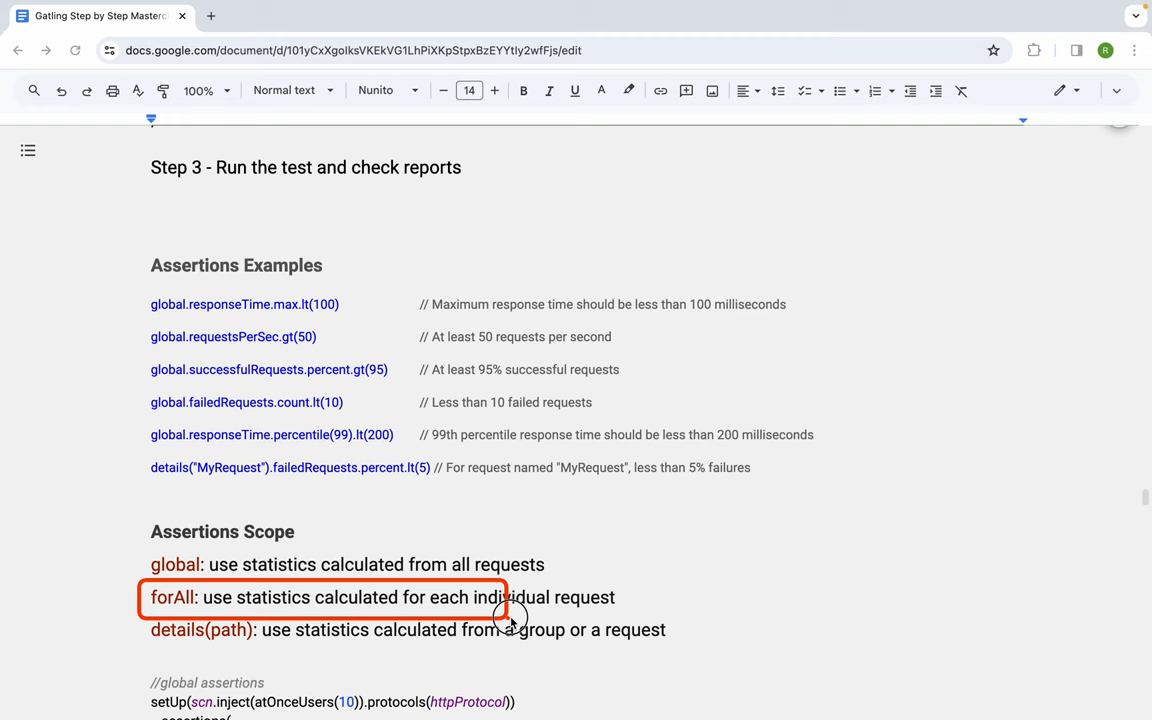 Gatling Step by Step Masterc
docs.google.com/document/d/101yCxXgoIksVKEkVG1LhPiXKpStpxBzEYYtIy2wfFjs/edit
R
100% Normal text Nunito 14 B I U A
Step 3 - Run the test and check reports
Assertions Examples
global.responseTime.max.lt(100) // Maximum response time should be less than 100 milliseconds
global.requestsPerSec.gt(50) // At least 50 requests per second
global.successfulRequests.percent.gt(95) // At least 95% successful requests
global.failedRequests.count.lt(10) // Less than 10 failed requests
global.responseTime.percentile(99).lt(200) // 99th percentile response time should be less than 200 milliseconds
details("MyRequest").failedRequests.percent.lt(5) // For request named "MyRequest", less than 5% failures
Assertions Scope
global: use statistics calculated from all requests
forAll: use statistics calculated for each individual request
details(path): use statistics calculated from a group or a request
//global assertions
setUp(scn.inject(atOnceUsers(10)).protocols(httpProtocol))
.assertions(